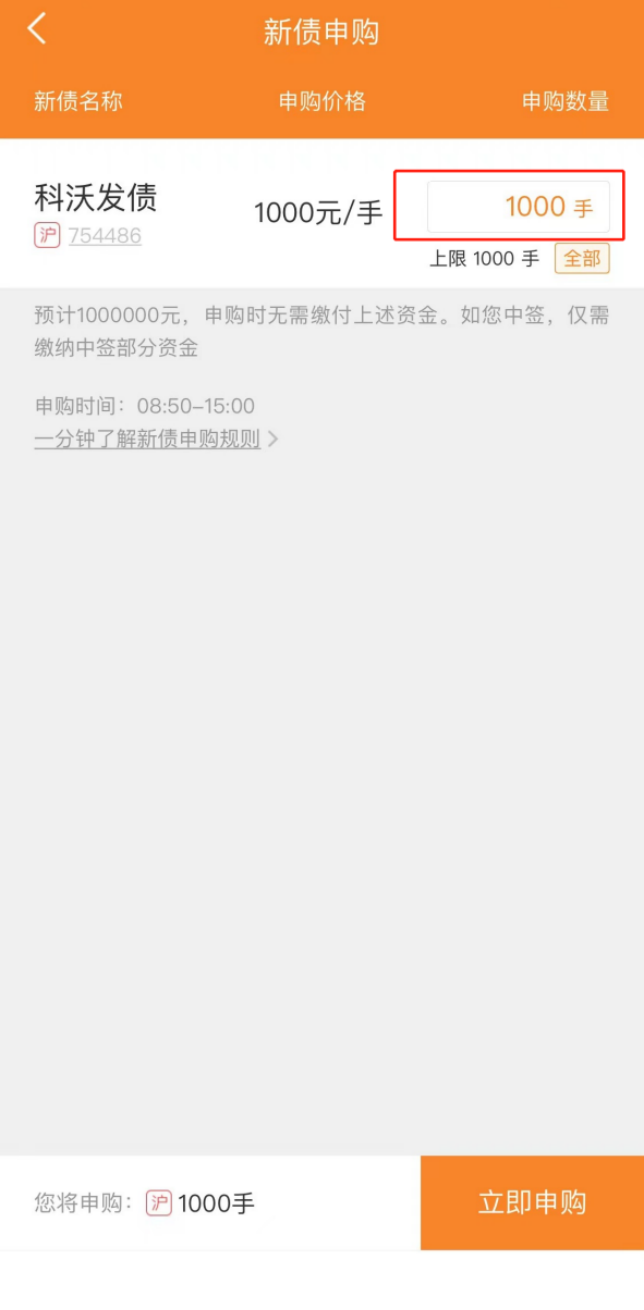 新债申购
新债名称 申购价格 申购数量
科沃发债 1000元/手 1000 手
沪 754486 上限 1000 手 全部
预计1000000元，申购时无需缴付上述资金。如您中签，仅需
缴纳中签部分资金
申购时间：08:50–15:00
一分钟了解新债申购规则
您将申购：沪 1000手 立即申购